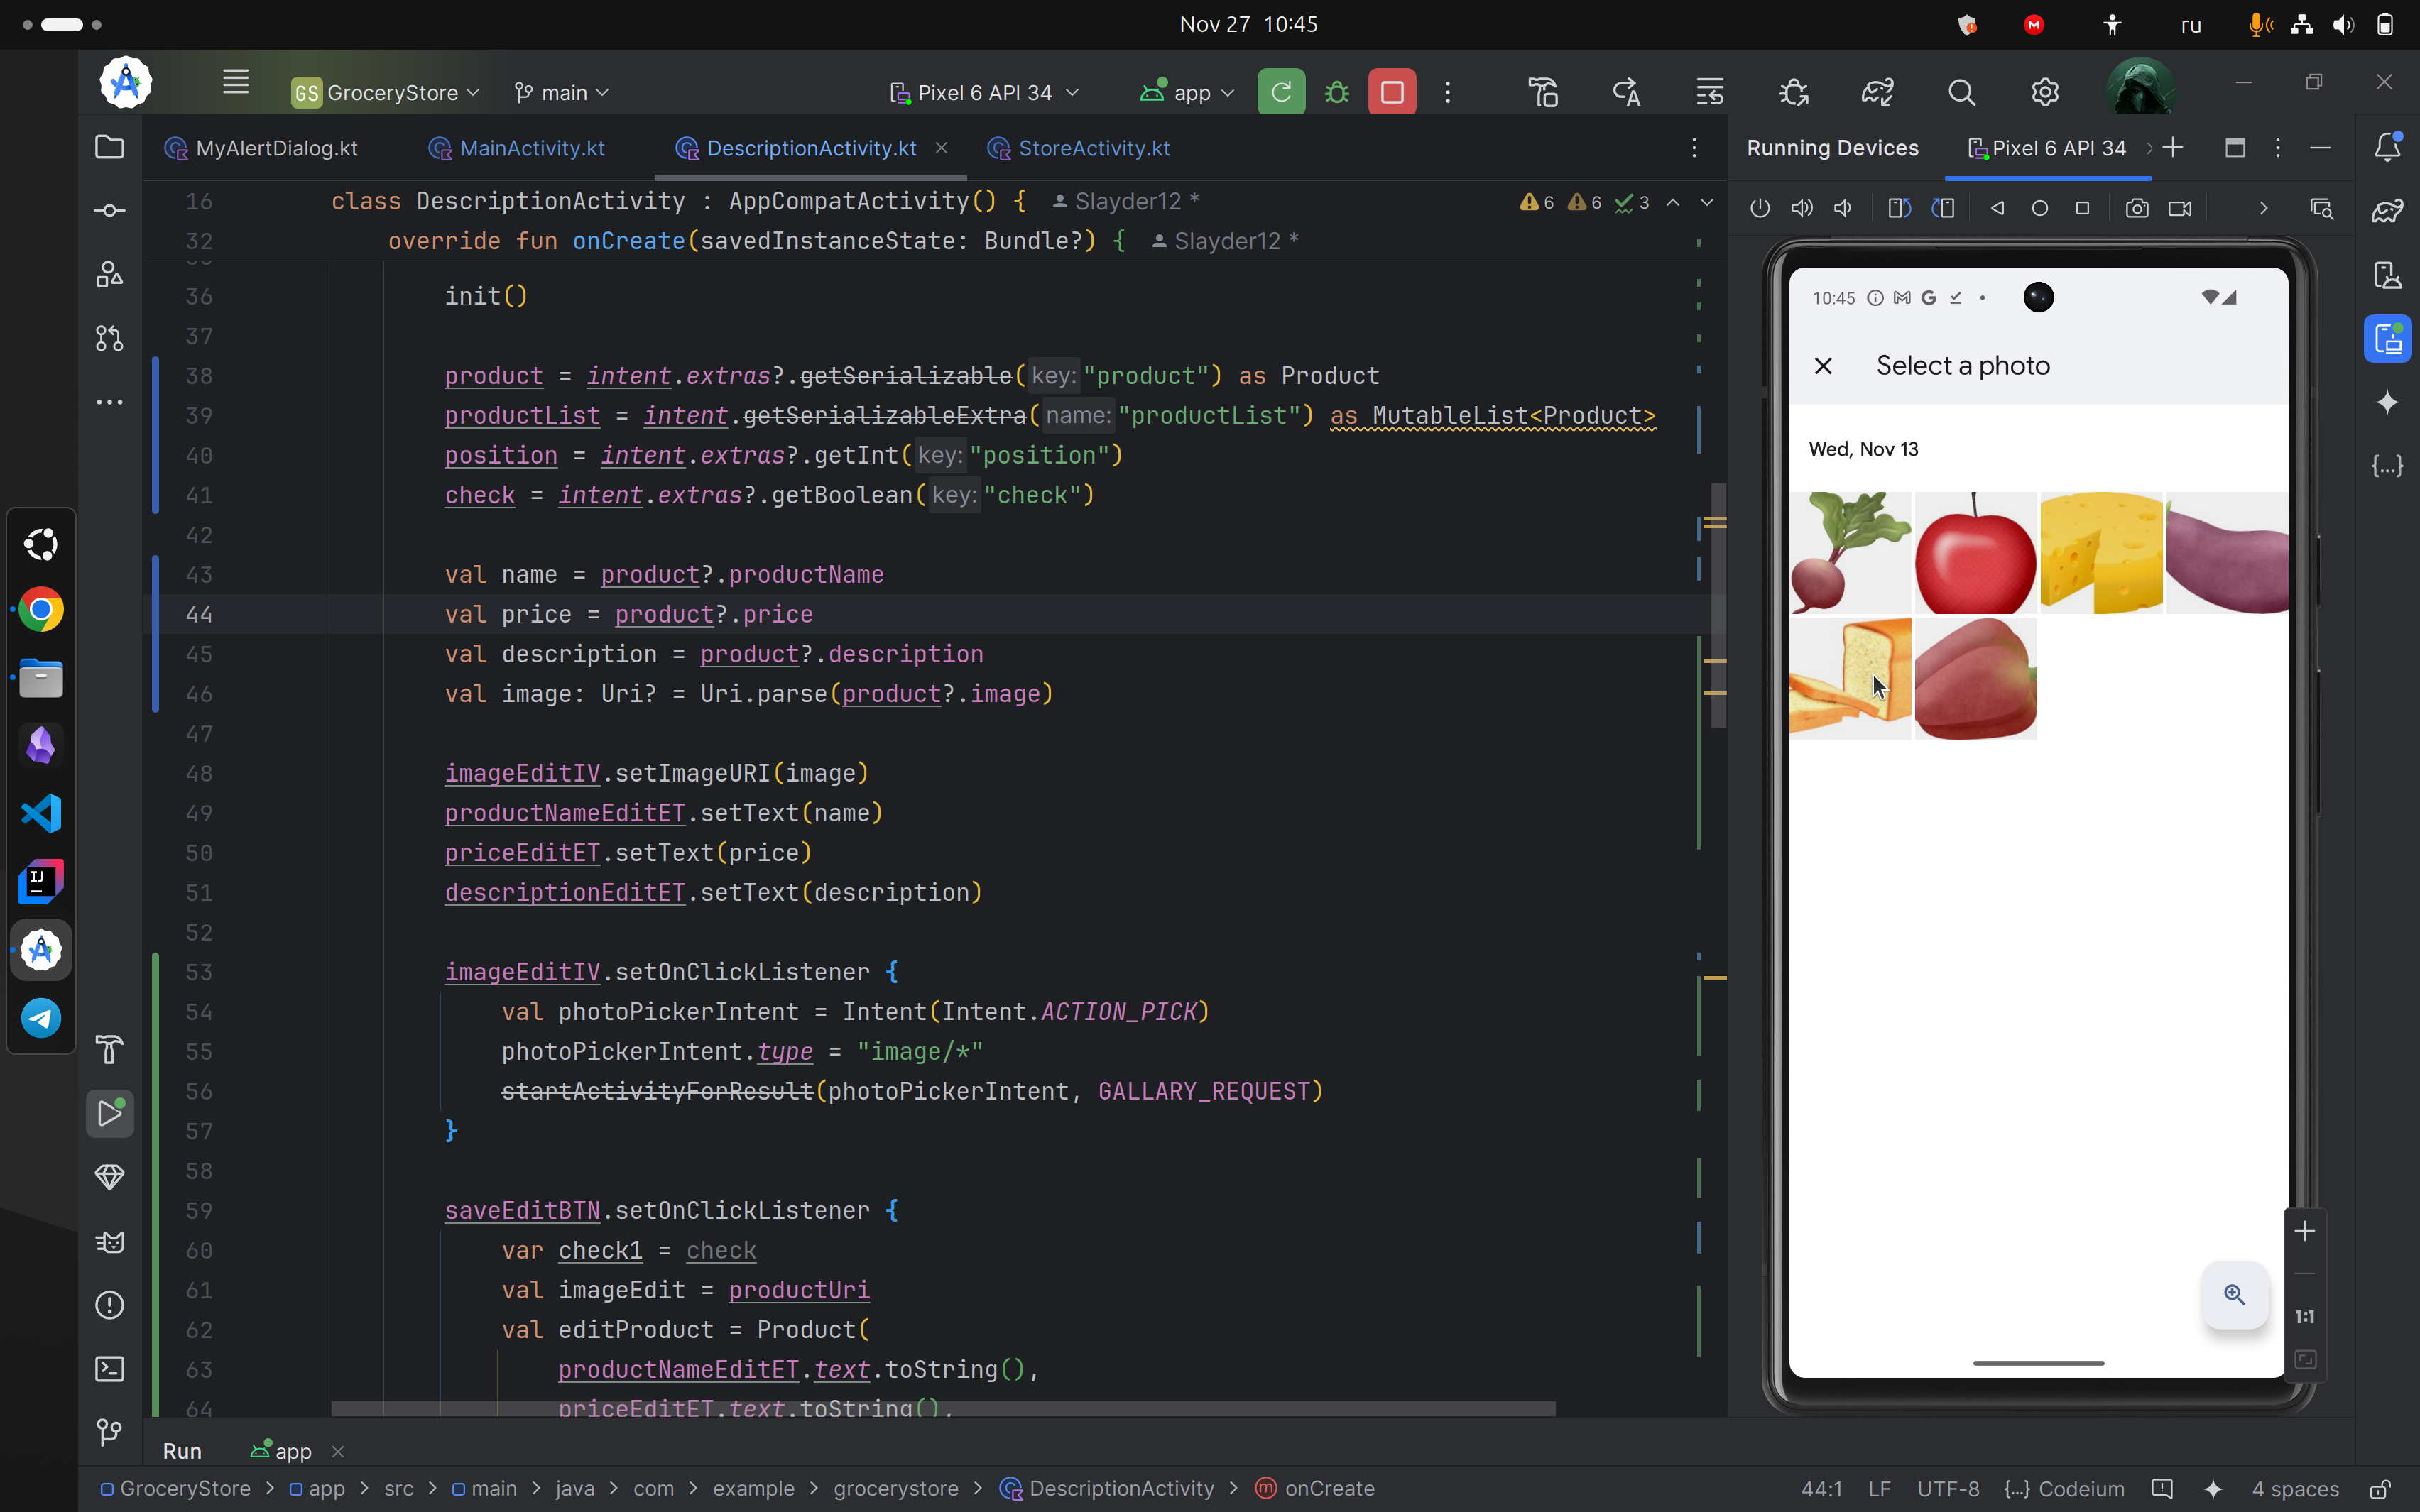 Nov 27 10:45
ru
GS GroceryStore
main
Pixel 6 API 34
app
MyAlertDialog.kt
MainActivity.kt
DescriptionActivity.kt
StoreActivity.kt
Running Devices
Pixel 6 API 34
16 class DescriptionActivity : AppCompatActivity() { Slayder12 *
6 6 3
32 override fun onCreate(savedInstanceState: Bundle?) { Slayder12 *
36 init()
37
38 product = intent.extras?.getSerializable( key: "product") as Product
39 productList = intent.getSerializableExtra( name: "productList") as MutableList<Product>
40 position = intent.extras?.getInt( key: "position")
41 check = intent.extras?.getBoolean( key: "check")
42
43 val name = product?.productName
44 val price = product?.price
45 val description = product?.description
46 val image: Uri? = Uri.parse(product?.image)
47
48 imageEditIV.setImageURI(image)
49 productNameEditET.setText(name)
50 priceEditET.setText(price)
51 descriptionEditET.setText(description)
52
53 imageEditIV.setOnClickListener {
54 val photoPickerIntent = Intent(Intent.ACTION_PICK)
55 photoPickerIntent.type = "image/*"
56 startActivityForResult(photoPickerIntent, GALLARY_REQUEST)
57 }
58
59 saveEditBTN.setOnClickListener {
60 var check1 = check
61 val imageEdit = productUri
62 val editProduct = Product(
63 productNameEditET.text.toString(),
64 priceEditET.text.toString(),
10:45
Select a photo
Wed, Nov 13
1:1
Run
app
GroceryStore > app > src > main > java > com > example > grocerystore > DescriptionActivity > onCreate
44:1 LF UTF-8 {...} Codeium 4 spaces